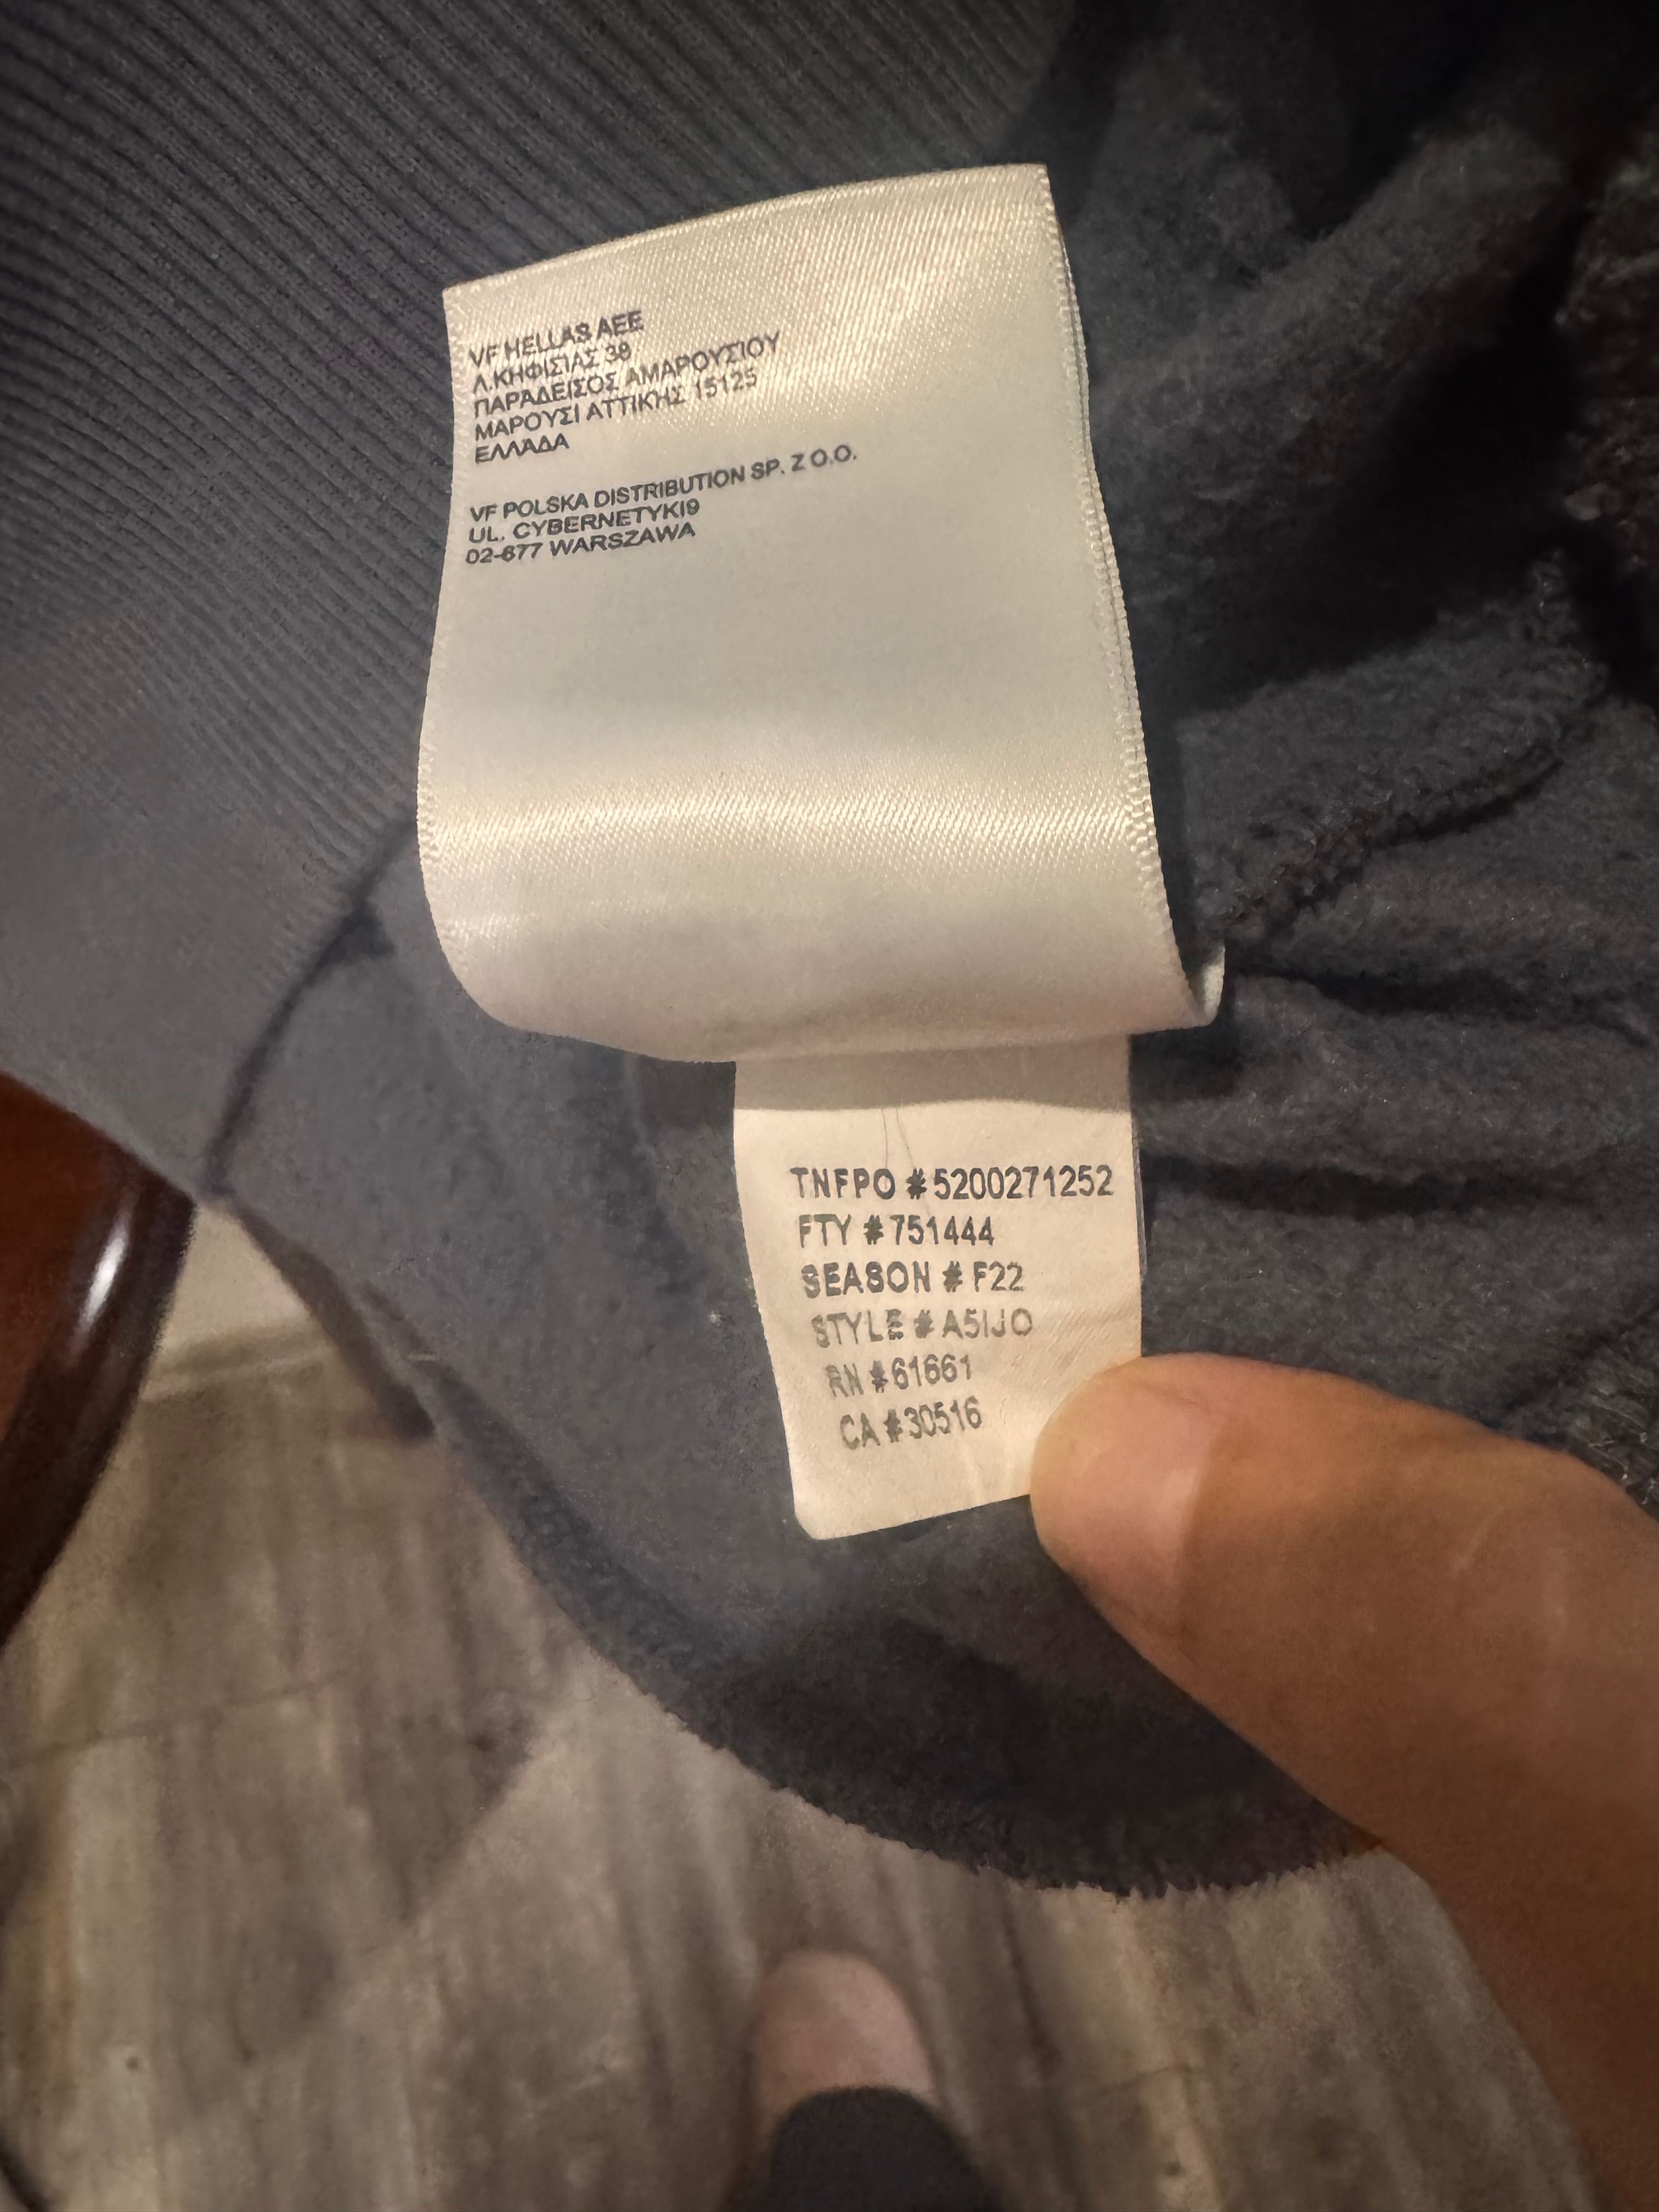 VF HELLAS AEE
Λ.ΚΗΦΙΣΙΑΣ 38
ΠΑΡΑΔΕΙΣΟΣ ΑΜΑΡΟΥΣΙΟΥ
ΜΑΡΟΥΣΙ ΑΤΤΙΚΗΣ 15125
ΕΛΛΑΔΑ
VF POLSKA DISTRIBUTION SP. Z O.O.
UL. CYBERNETYKI9
02-677 WARSZAWA
TNFPO # 5200271252
FTY # 751444
SEASON # F22
STYLE # A5IJO
RN # 61661
CA # 30516